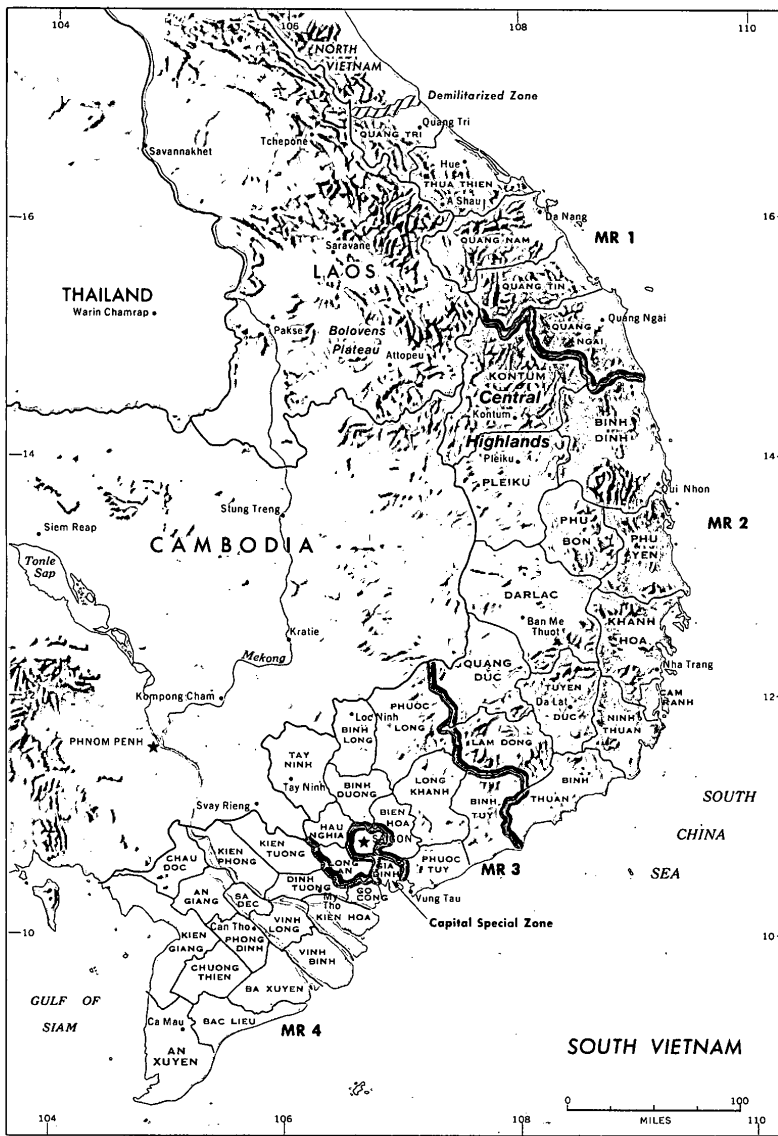 104
106
108
110
NORTH
VIETNAM
Demilitarized Zone
Quang Tri
QUANG TRI
Tchepone
Savannakhet
Hue
THUA THIEN
A Shau
16
16
Da Nang
MR 1
QUANG NAM
Saravane
LAOS
QUANG TIN
THAILAND
Warin Chamrap
Pakse
Bolovens
Plateau
Attopeu
QUANG
NGAI
Quang Ngai
KONTUM
Central
Kontum
Highlands
BINH
DINH
14
14
Pleiku
PLEIKU
Qui Nhon
Stung Treng
Siem Reap
CAMBODIA
PHU
BON
PHU
YEN
MR 2
Tonle
Sap
DARLAC
Ban Me
Thuot
KHANH
HOA
Kratie
Mekong
QUANG
DUC
Nha Trang
12
12
Kompong Cham
PHUOC
LONG
TUYEN
Da Lat
DUC
CAM
RANH
NINH
THUAN
Loc Ninh
BINH
LONG
PHNOM PENH
TAY
NINH
LAM DONG
Tay Ninh
BINH
DUONG
LONG
KHANH
BINH
THUAN
BINH
TUY
Svay Rieng
BIEN
HOA
HAU
NGHIA
SAIGON
SOUTH
CHINA
SEA
CHAU
DOC
KIEN
PHONG
KIEN
TUONG
LONG
AN
GIA
DINH
PHUOC
TUY
MR 3
DINH
TUONG
GO
CONG
Vung Tau
AN
GIANG
SA
DEC
My
Tho
KIEN HOA
Capital Special Zone
VINH
LONG
Can Tho
PHONG
DINH
10
10
KIEN
GIANG
VINH
BINH
CHUONG
THIEN
BA XUYEN
GULF OF
SIAM
Ca Mau
BAC LIEU
MR 4
AN
XUYEN
SOUTH VIETNAM
0
100
MILES
104
106
108
110